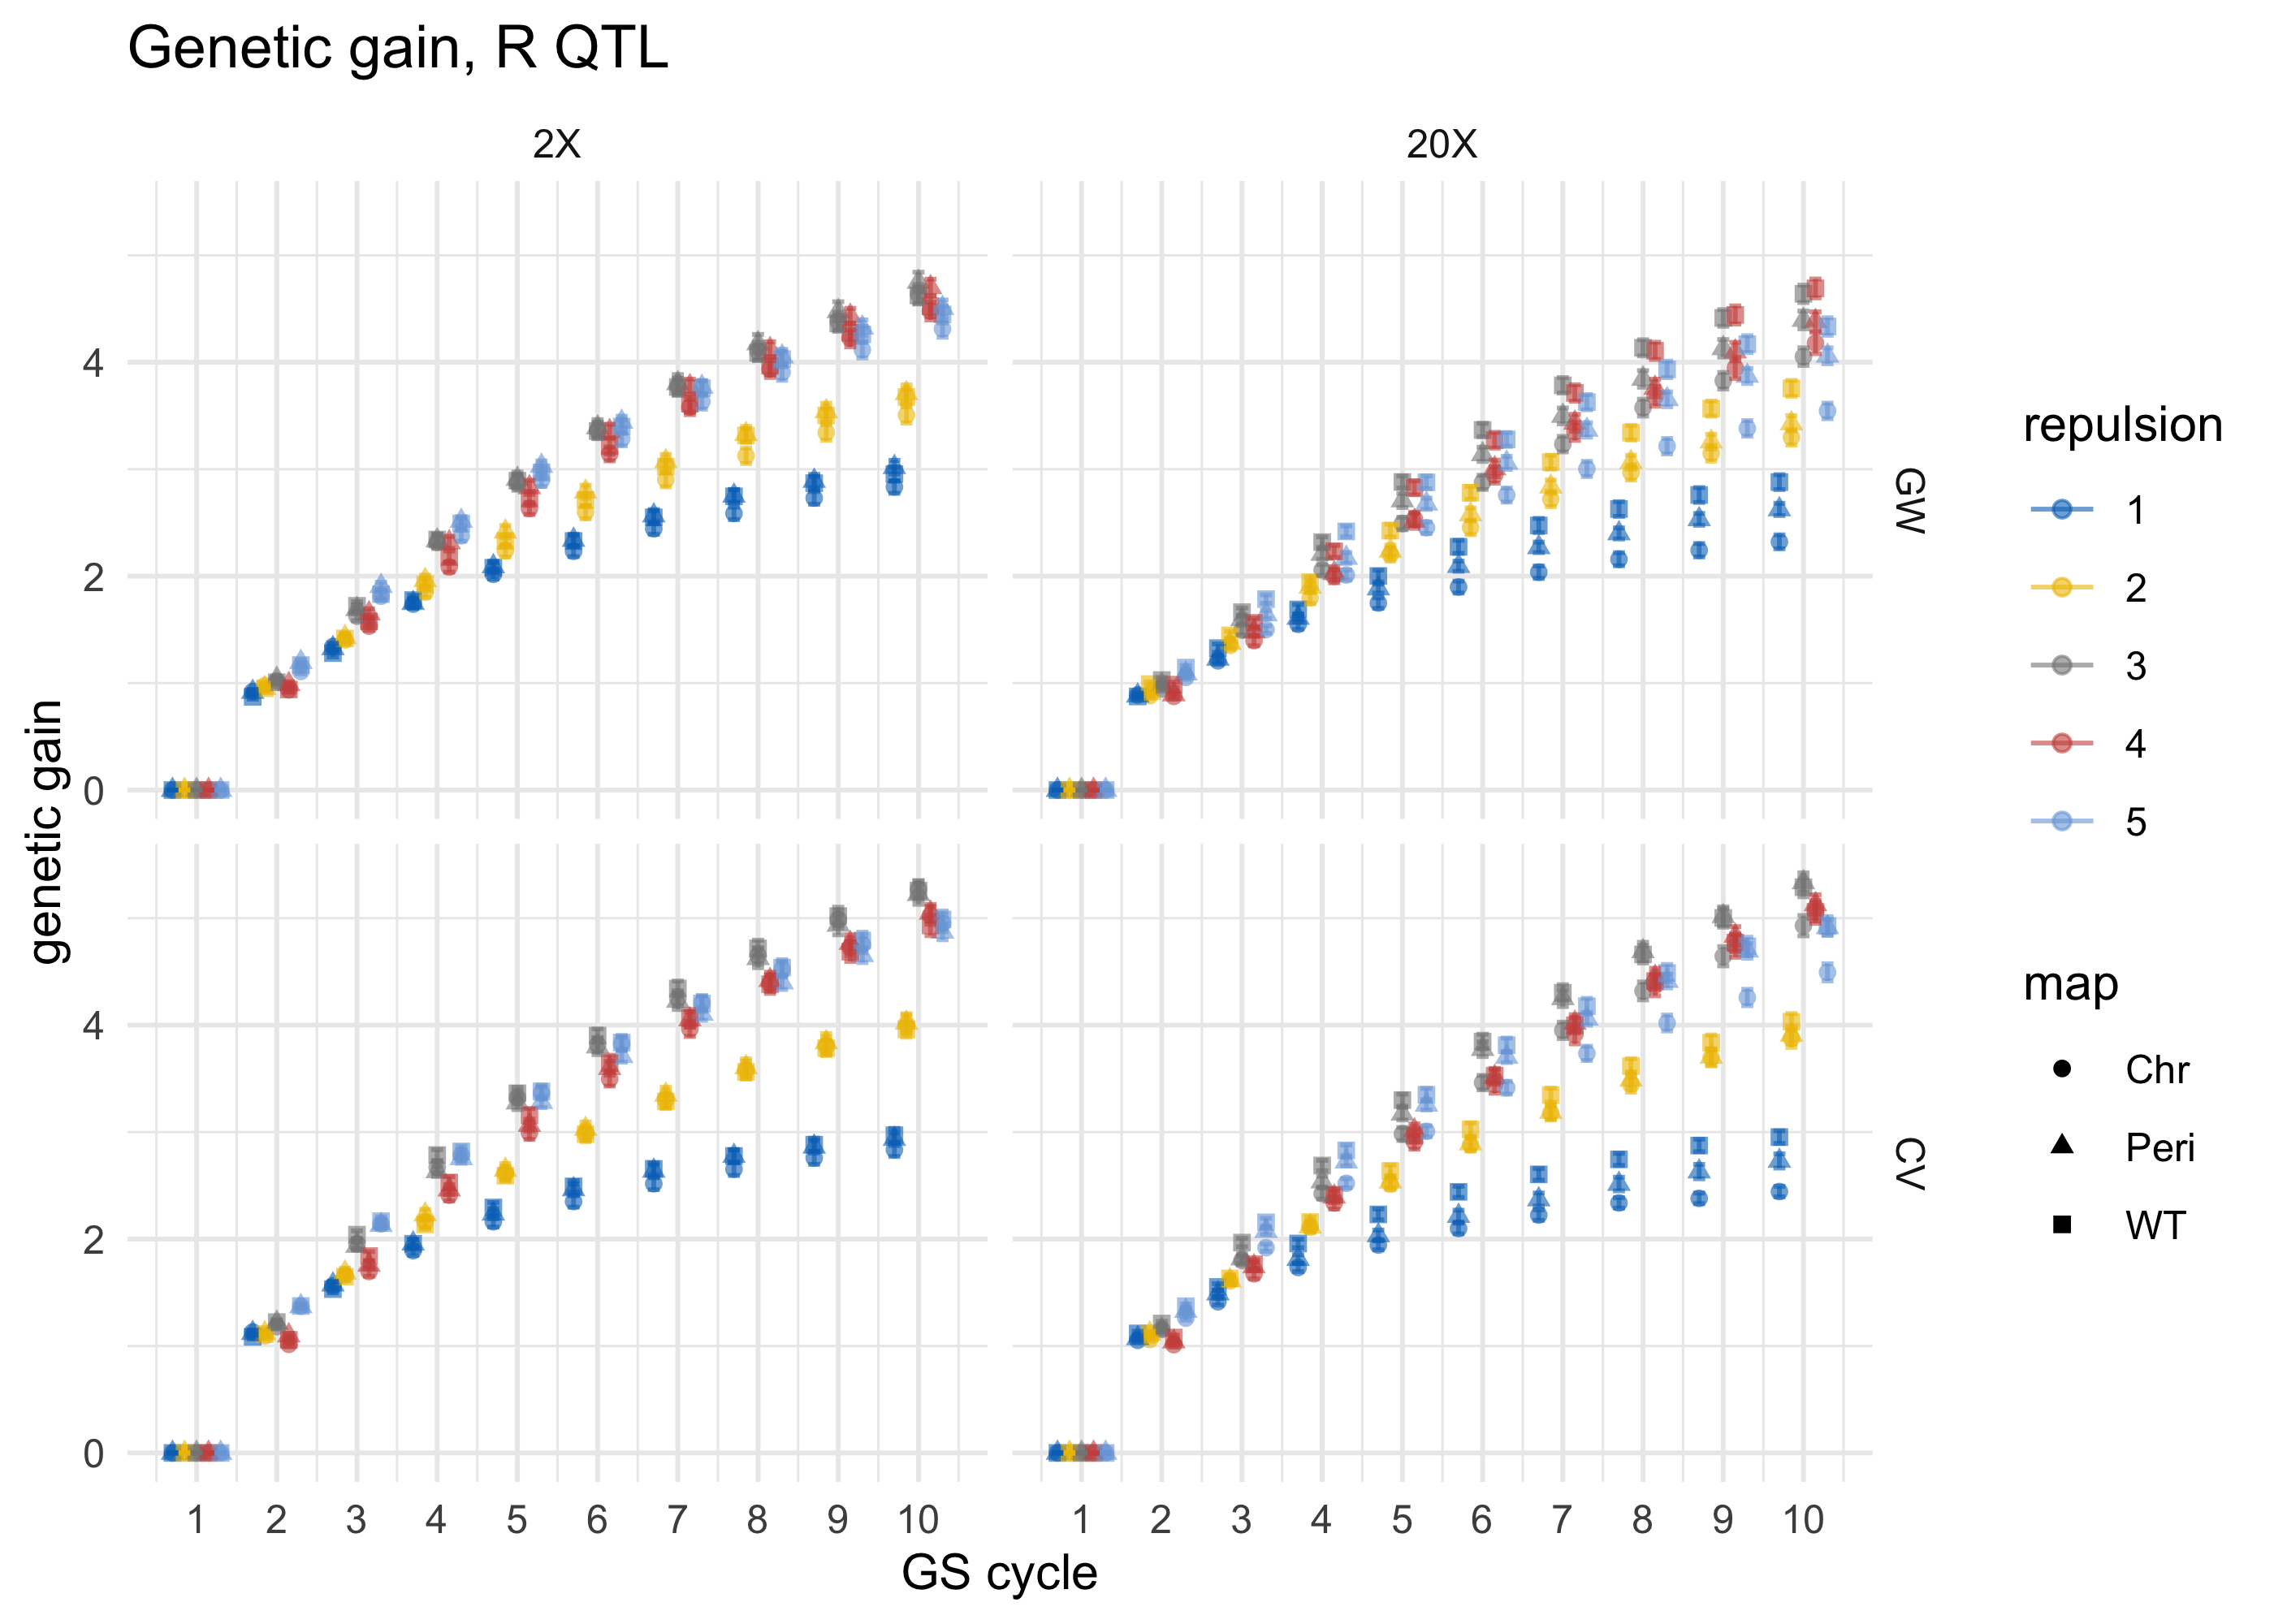 Genetic gain, R QTL
2X
20X
4
2
0
GW
4
2
0
CV
genetic gain
1 2 3 4 5 6 7 8 9 10
1 2 3 4 5 6 7 8 9 10
GS cycle
repulsion
1
2
3
4
5
map
Chr
Peri
WT